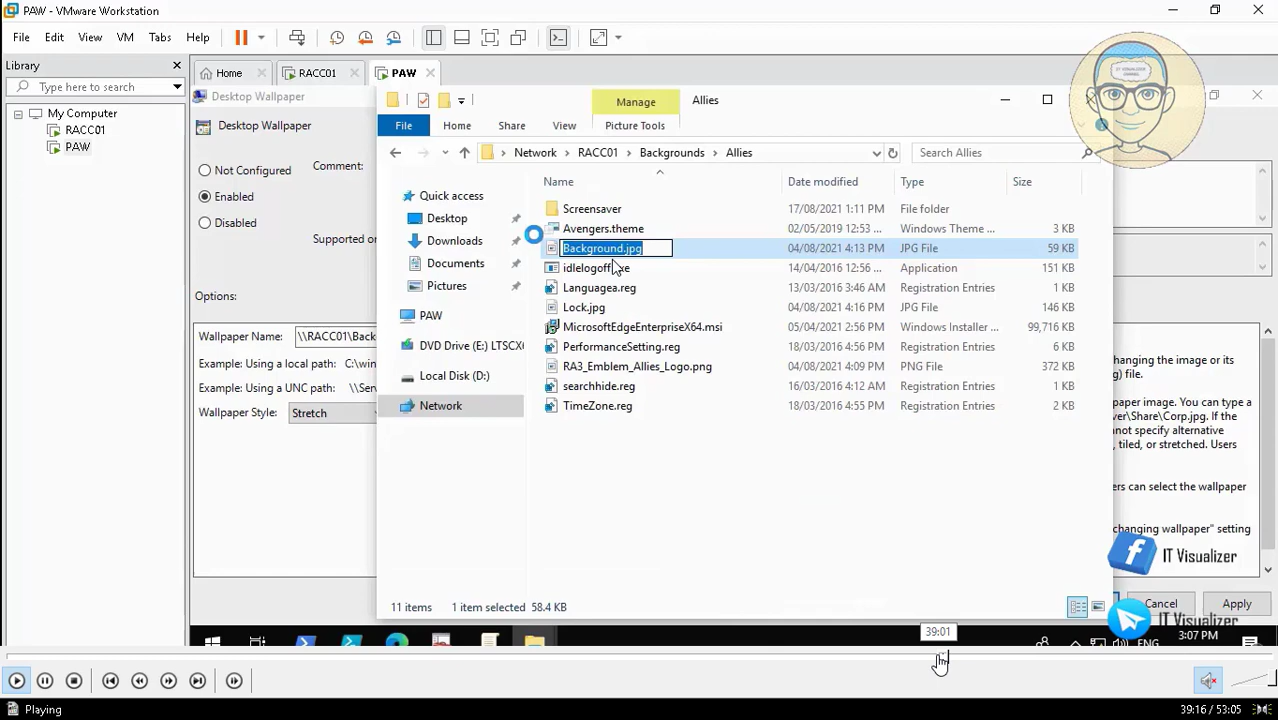 PAW - VMware Workstation
File Edit View VM Tabs Help
Library
Type here to search
My Computer
RACC01
PAW
Home RACC01 PAW
Desktop Wallpaper
Desktop Wallpaper
Not Configured
Enabled
Disabled
Comment:
Supported o
Options:
Wallpaper Name: \\RACC01\Back
Example: Using a local path: C:\win
Example: Using a UNC path: \\Serv
Wallpaper Style: Stretch
Manage Allies
File Home Share View Picture Tools
Network RACC01 Backgrounds Allies
Search Allies
Quick access
Desktop
Downloads
Documents
Pictures
PAW
DVD Drive (E:) LTSCX6
Local Disk (D:)
Network
Name Date modified Type Size
Screensaver 17/08/2021 1:11 PM File folder
Avengers.theme 02/05/2019 12:53 ... Windows Theme ... 3 KB
Background.jpg 04/08/2021 4:13 PM JPG File 59 KB
idlelogoff.exe 14/04/2016 12:56 ... Application 151 KB
Languagea.reg 13/03/2016 3:46 AM Registration Entries 1 KB
Lock.jpg 04/08/2021 4:16 PM JPG File 146 KB
MicrosoftEdgeEnterpriseX64.msi 05/04/2021 2:56 PM Windows Installer ... 99,716 KB
PerformanceSetting.reg 18/03/2016 4:56 PM Registration Entries 6 KB
RA3_Emblem_Allies_Logo.png 04/08/2021 4:09 PM PNG File 372 KB
searchhide.reg 16/03/2016 4:12 AM Registration Entries 1 KB
TimeZone.reg 18/03/2016 4:55 PM Registration Entries 2 KB
11 items 1 item selected 58.4 KB
IT VISUALIZER
CHANNEL
hanging the image or its
g) file.
paper image. You can type a
ver\Share\Corp.jpg. If the
nnot specify alternative
, tiled, or stretched. Users
ers can select the wallpaper
changing wallpaper" setting
IT Visualizer
IT Visualizer
Cancel Apply
ENG 3:07 PM
39:01
Playing
39:16 / 53:05